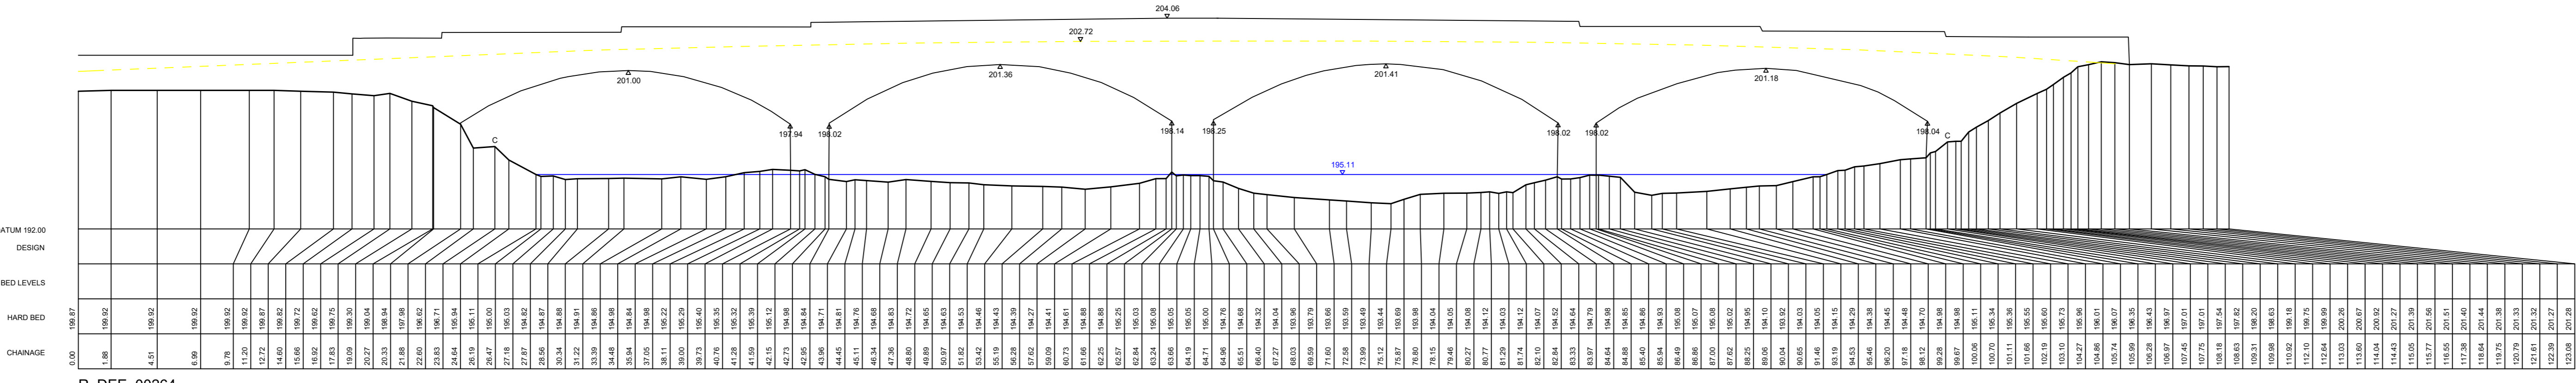 204.06
202.72
201.00
201.36
201.41
201.18
197.94
198.02
198.14
198.25
198.02
198.02
198.04
C
C
195.11
DATUM 192.00
DESIGN
BED LEVELS
HARD BED 199.87 199.92 199.92 199.92 199.92 199.92 199.87 199.82 199.72 199.62 199.75 199.30 199.04 198.94 197.98 196.62 196.71 195.94 195.11 195.00 195.03 194.82 194.87 194.88 194.91 194.86 194.98 194.84 194.98 195.22 195.29 195.40 195.35 195.32 195.39 195.12 194.98 194.84 194.71 194.81 194.76 194.68 194.83 194.72 194.65 194.63 194.53 194.46 194.43 194.39 194.27 194.41 194.61 194.88 194.88 195.25 195.03 195.08 195.05 195.05 195.00 194.76 194.68 194.32 194.04 193.96 193.79 193.66 193.59 193.44 193.69 193.98 194.04 194.05 194.08 194.12 194.03 194.12 194.07 194.52 194.64 194.79 194.98 194.85 194.86 194.93 195.08 195.07 195.08 195.02 194.95 194.10 193.92 194.03 194.05 194.15 194.29 194.38 194.45 194.48 194.70 194.98 194.98 195.11 195.34 195.36 195.55 195.60 195.73 195.96 196.01 196.07 196.35 196.43 196.97 197.01 197.01 197.54 197.82 198.20 198.63 199.18 199.75 199.99 200.26 200.67 200.92 201.27 201.39 201.56 201.51 201.40 201.44 201.38 201.33 201.32 201.27 201.28
CHAINAGE 0.00 1.88 4.51 6.99 9.78 11.20 12.72 14.60 15.66 16.92 17.83 19.09 20.27 20.33 21.88 22.60 23.83 24.64 26.19 26.47 27.18 27.87 28.56 30.34 31.22 33.39 34.48 35.94 37.05 38.11 39.00 39.73 40.76 41.28 41.59 42.15 42.73 42.95 43.96 44.45 45.11 46.34 47.36 48.80 49.89 50.97 51.82 53.42 55.19 56.28 57.62 59.09 60.73 61.66 62.25 62.57 62.84 63.24 63.66 64.19 64.71 64.96 65.51 66.40 67.27 68.03 69.59 71.60 72.58 73.99 75.12 75.87 76.80 78.15 79.46 80.27 80.77 81.29 81.74 82.10 82.84 83.33 83.97 84.64 84.88 85.40 85.94 86.49 86.86 87.00 87.62 88.25 89.06 90.04 90.65 91.46 93.19 94.53 95.46 96.20 97.18 98.12 99.28 99.67 100.06 100.70 101.11 101.66 102.19 103.10 104.27 104.86 105.74 105.99 106.28 106.97 107.45 107.75 108.18 108.63 109.31 109.98 110.92 112.10 112.64 113.03 113.60 114.04 114.43 115.05 115.77 116.55 117.38 118.64 119.75 120.79 121.61 122.39 123.08